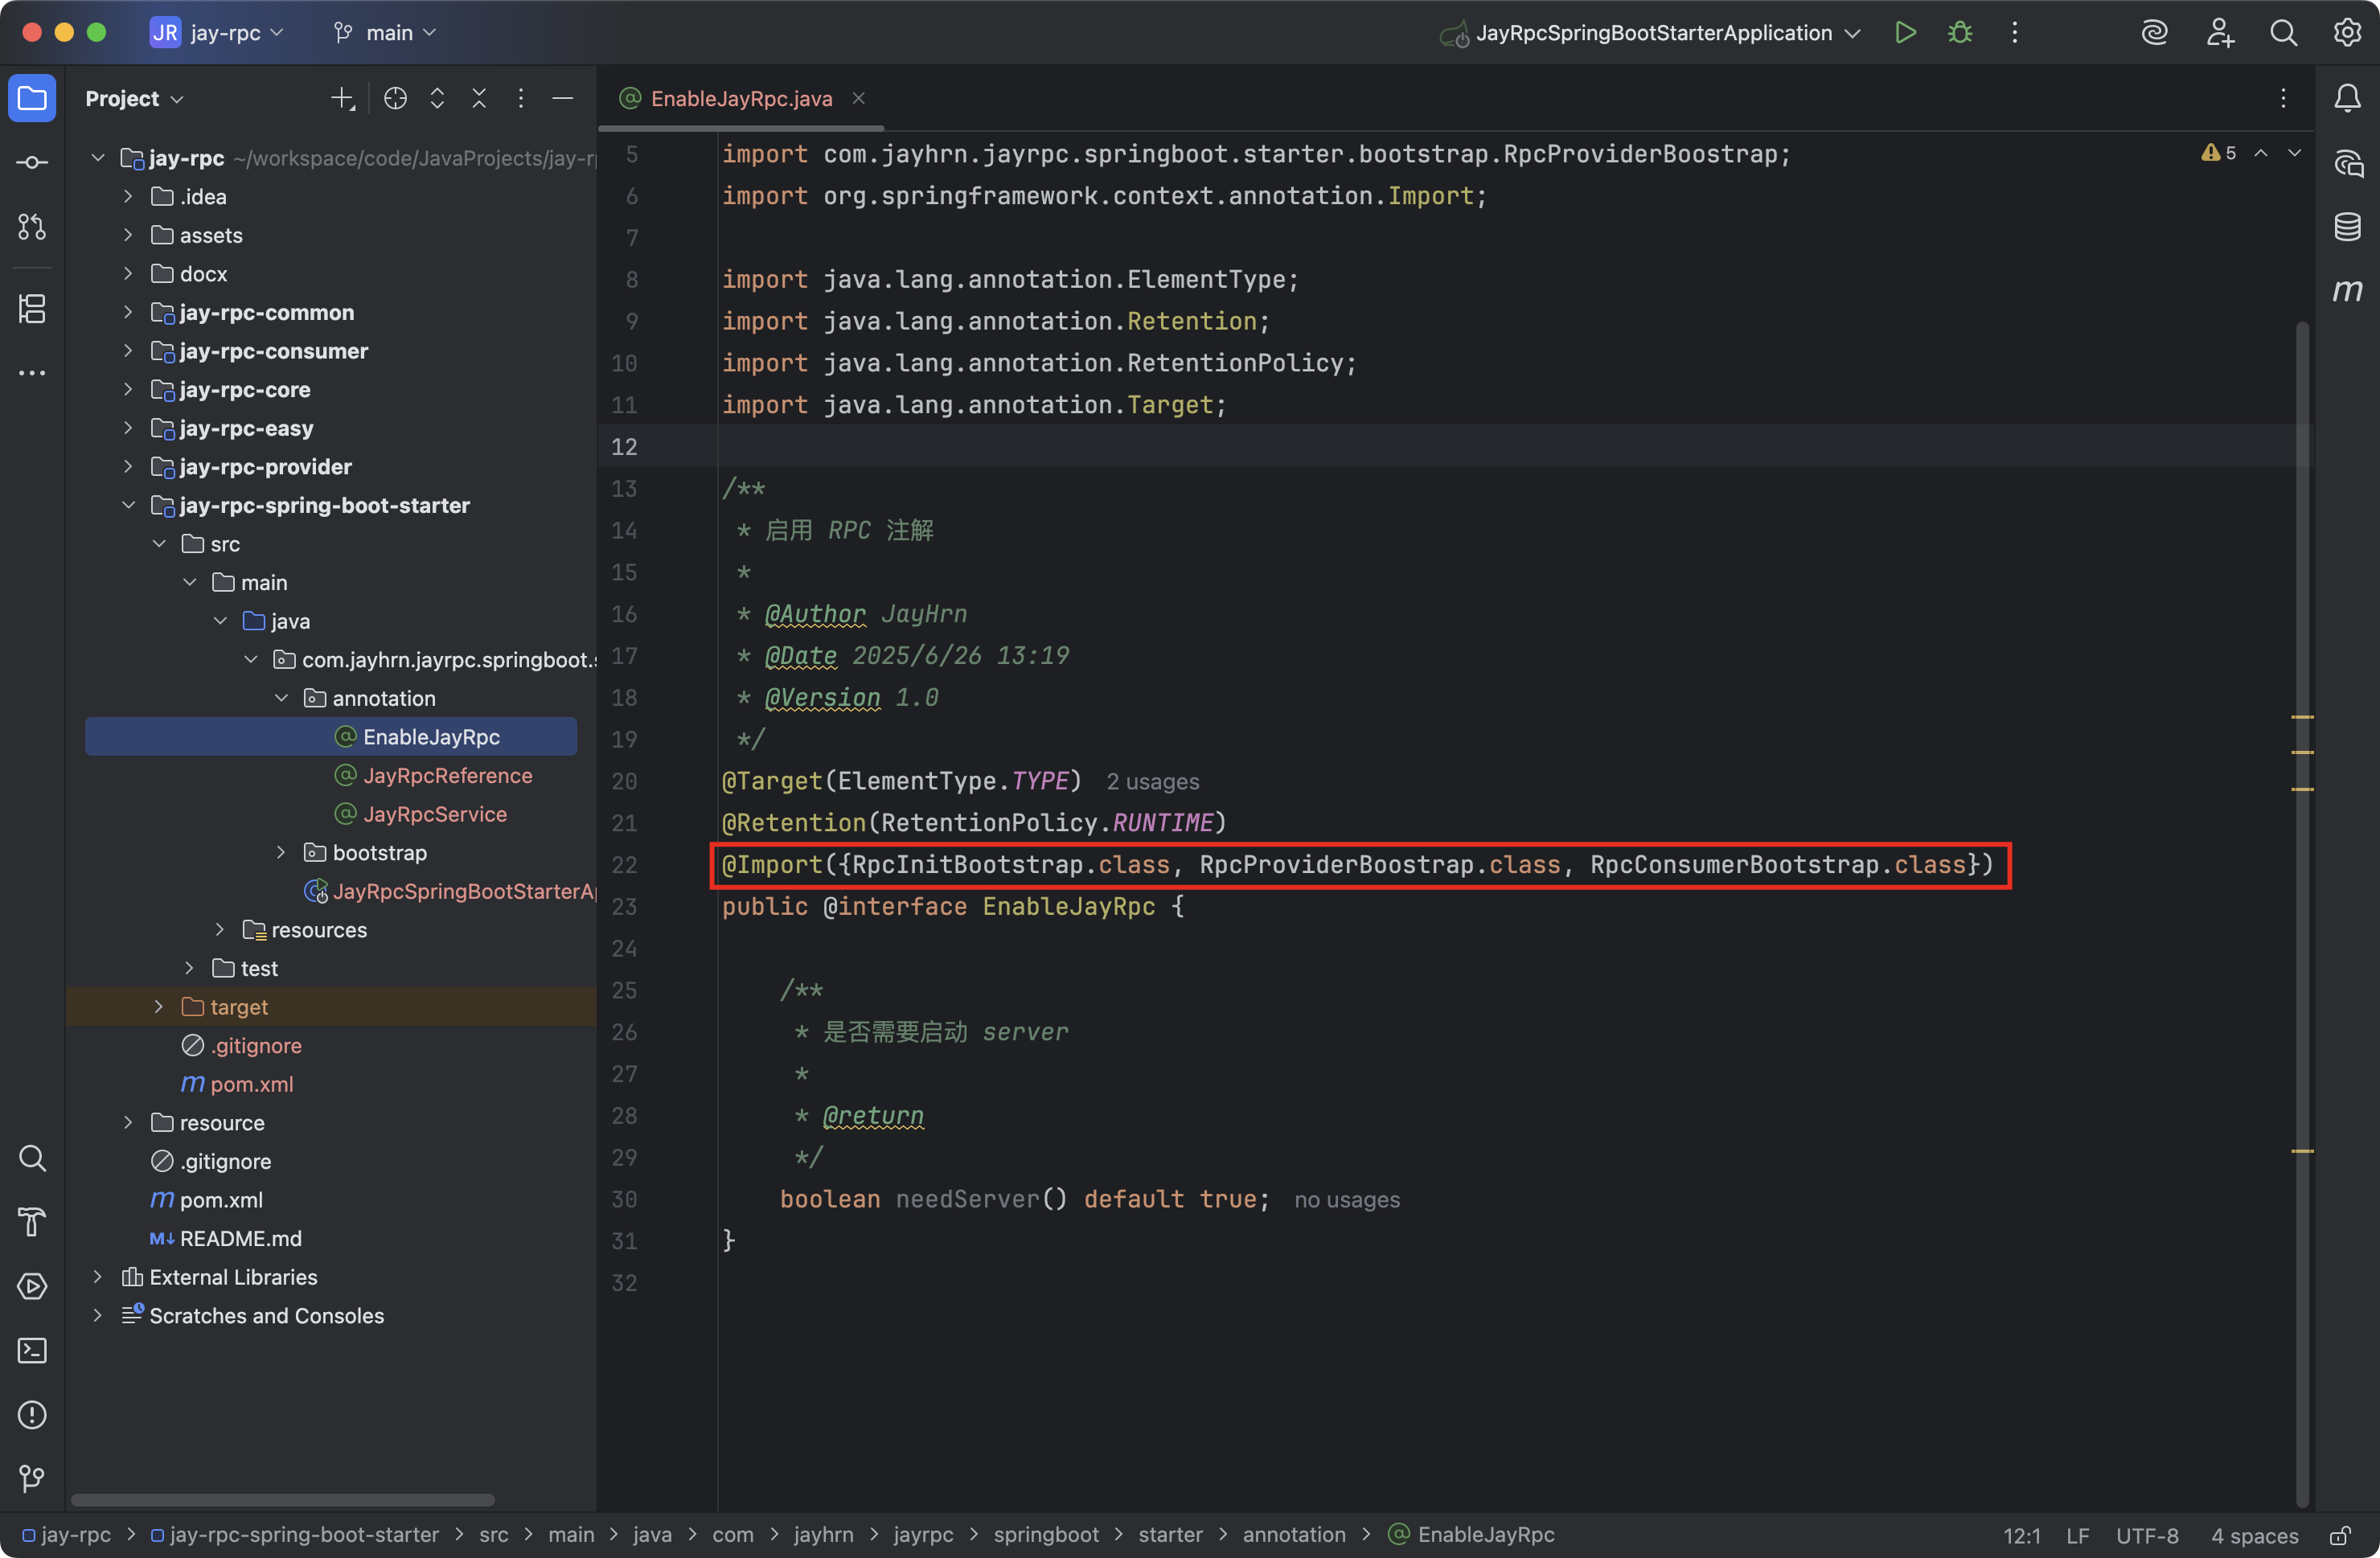 JR jay-rpc main JayRpcSpringBootStarterApplication
Project
jay-rpc ~/workspace/code/JavaProjects/jay-r
.idea
assets
docx
jay-rpc-common
jay-rpc-consumer
jay-rpc-core
jay-rpc-easy
jay-rpc-provider
jay-rpc-spring-boot-starter
src
main
java
com.jayhrn.jayrpc.springboot.s
annotation
EnableJayRpc
JayRpcReference
JayRpcService
bootstrap
JayRpcSpringBootStarterA
resources
test
target
.gitignore
m pom.xml
resource
.gitignore
m pom.xml
M↓ README.md
External Libraries
Scratches and Consoles
@ EnableJayRpc.java
5
5 import com.jayhrn.jayrpc.springboot.starter.bootstrap.RpcProviderBoostrap;
6 import org.springframework.context.annotation.Import;
7
8 import java.lang.annotation.ElementType;
9 import java.lang.annotation.Retention;
10 import java.lang.annotation.RetentionPolicy;
11 import java.lang.annotation.Target;
12
13 /**
14 * 启用 RPC 注解
15 *
16 * @Author JayHrn
17 * @Date 2025/6/26 13:19
18 * @Version 1.0
19 */
20 @Target(ElementType.TYPE) 2 usages
21 @Retention(RetentionPolicy.RUNTIME)
22 @Import({RpcInitBootstrap.class, RpcProviderBoostrap.class, RpcConsumerBootstrap.class})
23 public @interface EnableJayRpc {
24
25 /**
26 * 是否需要启动 server
27 *
28 * @return
29 */
30 boolean needServer() default true; no usages
31 }
32
m
jay-rpc > jay-rpc-spring-boot-starter > src > main > java > com > jayhrn > jayrpc > springboot > starter > annotation > @ EnableJayRpc 12:1 LF UTF-8 4 spaces